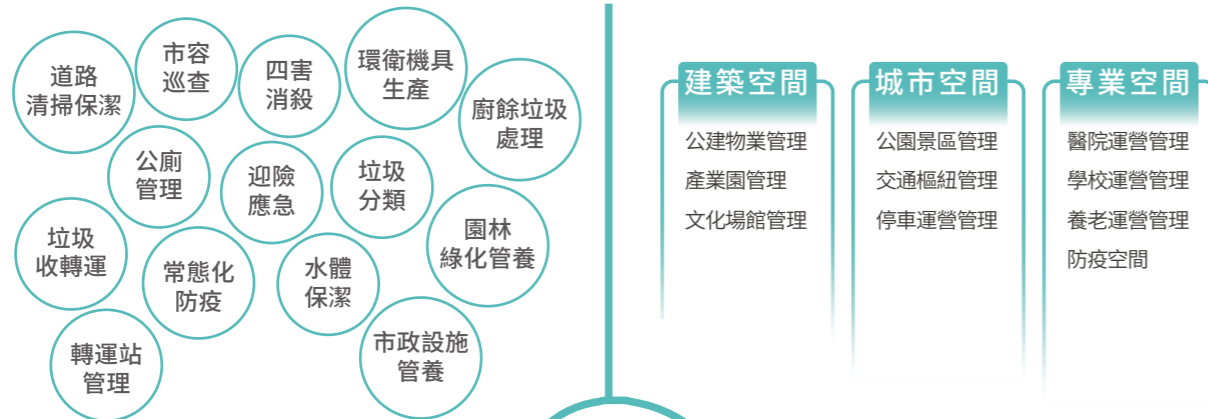 道路
清掃保潔
市容
巡查
四害
消殺
環衛機具
生產
廚餘垃圾
處理
公廁
管理
迎險
應急
垃圾
分類
園林
綠化管養
垃圾
收轉運
常態化
防疫
水體
保潔
轉運站
管理
市政設施
管養
建築空間
公建物業管理
產業園管理
文化場館管理
城市空間
公園景區管理
交通樞紐管理
停車運營管理
專業空間
醫院運營管理
學校運營管理
養老運營管理
防疫空間